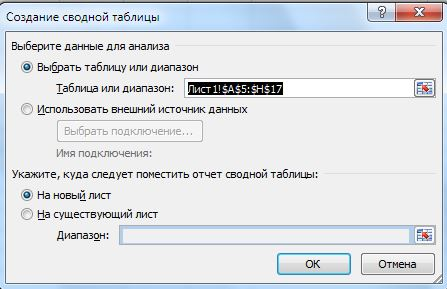 Создание сводной таблицы
Выберите данные для анализа
Выбрать таблицу или диапазон
Таблица или диапазон: Лист1!$A$5:$H$17
Использовать внешний источник данных
Выбрать подключение...
Имя подключения:
Укажите, куда следует поместить отчет сводной таблицы:
На новый лист
На существующий лист
Диапазон:
ОК Отмена